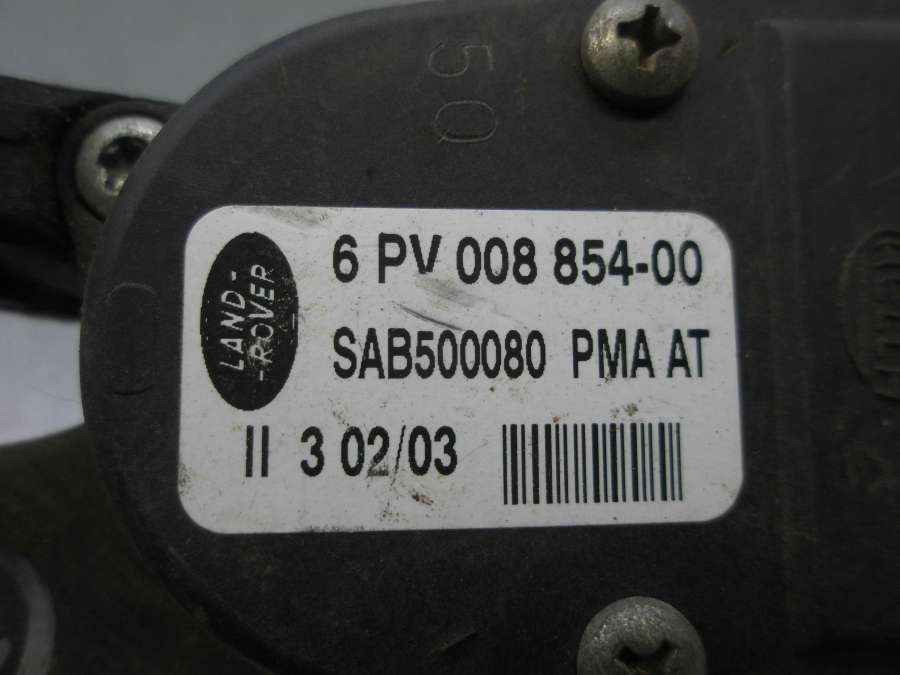 50
LAND-
-ROVER
6 PV 008 854-00
SAB500080 PMA AT
II 3 02/03